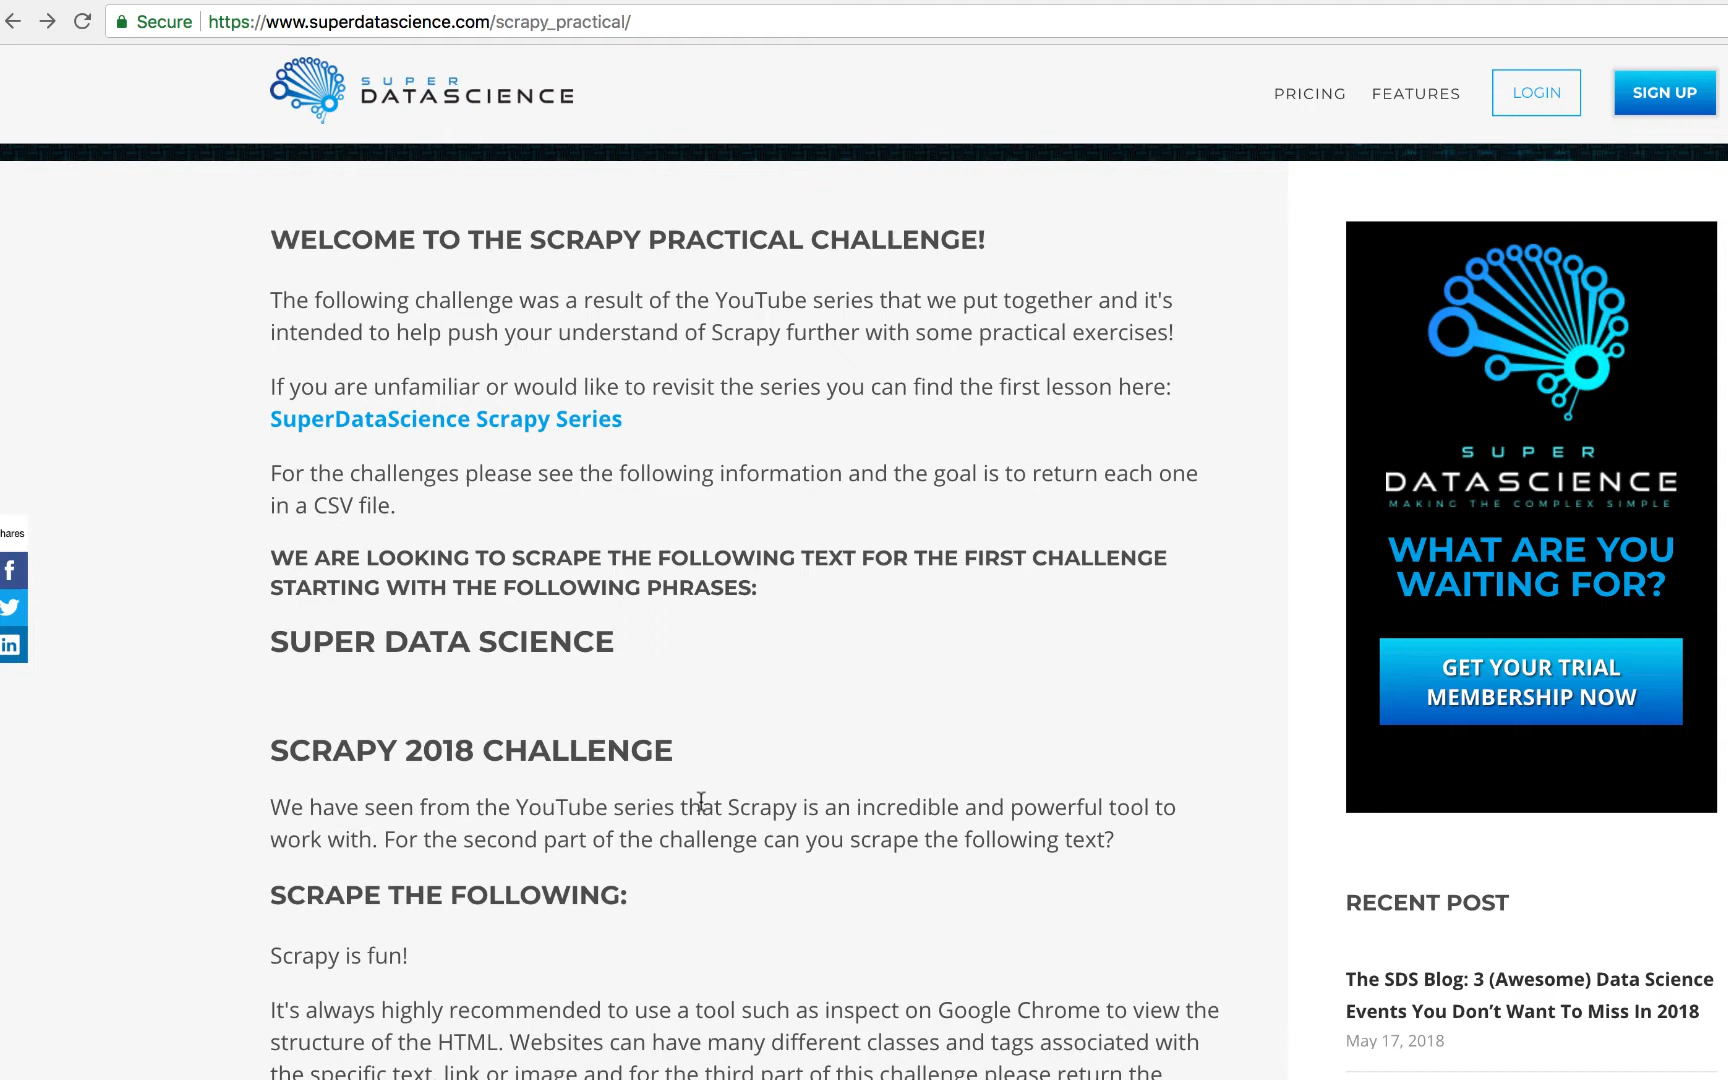 Secure https://www.superdatascience.com/scrapy_practical/
SUPER
DATASCIENCE
PRICING FEATURES LOGIN SIGN UP
WELCOME TO THE SCRAPY PRACTICAL CHALLENGE!
The following challenge was a result of the YouTube series that we put together and it's
intended to help push your understand of Scrapy further with some practical exercises!
If you are unfamiliar or would like to revisit the series you can find the first lesson here:
SuperDataScience Scrapy Series
For the challenges please see the following information and the goal is to return each one
in a CSV file.
WE ARE LOOKING TO SCRAPE THE FOLLOWING TEXT FOR THE FIRST CHALLENGE
STARTING WITH THE FOLLOWING PHRASES:
SUPER DATA SCIENCE
SCRAPY 2018 CHALLENGE
We have seen from the YouTube series that Scrapy is an incredible and powerful tool to
work with. For the second part of the challenge can you scrape the following text?
SCRAPE THE FOLLOWING:
Scrapy is fun!
It's always highly recommended to use a tool such as inspect on Google Chrome to view the
structure of the HTML. Websites can have many different classes and tags associated with
the specific text, link or image and for the third part of this challenge please return the
hares
f
in
SUPER
DATASCIENCE
MAKING THE COMPLEX SIMPLE
WHAT ARE YOU
WAITING FOR?
GET YOUR TRIAL
MEMBERSHIP NOW
RECENT POST
The SDS Blog: 3 (Awesome) Data Science
Events You Don’t Want To Miss In 2018
May 17, 2018